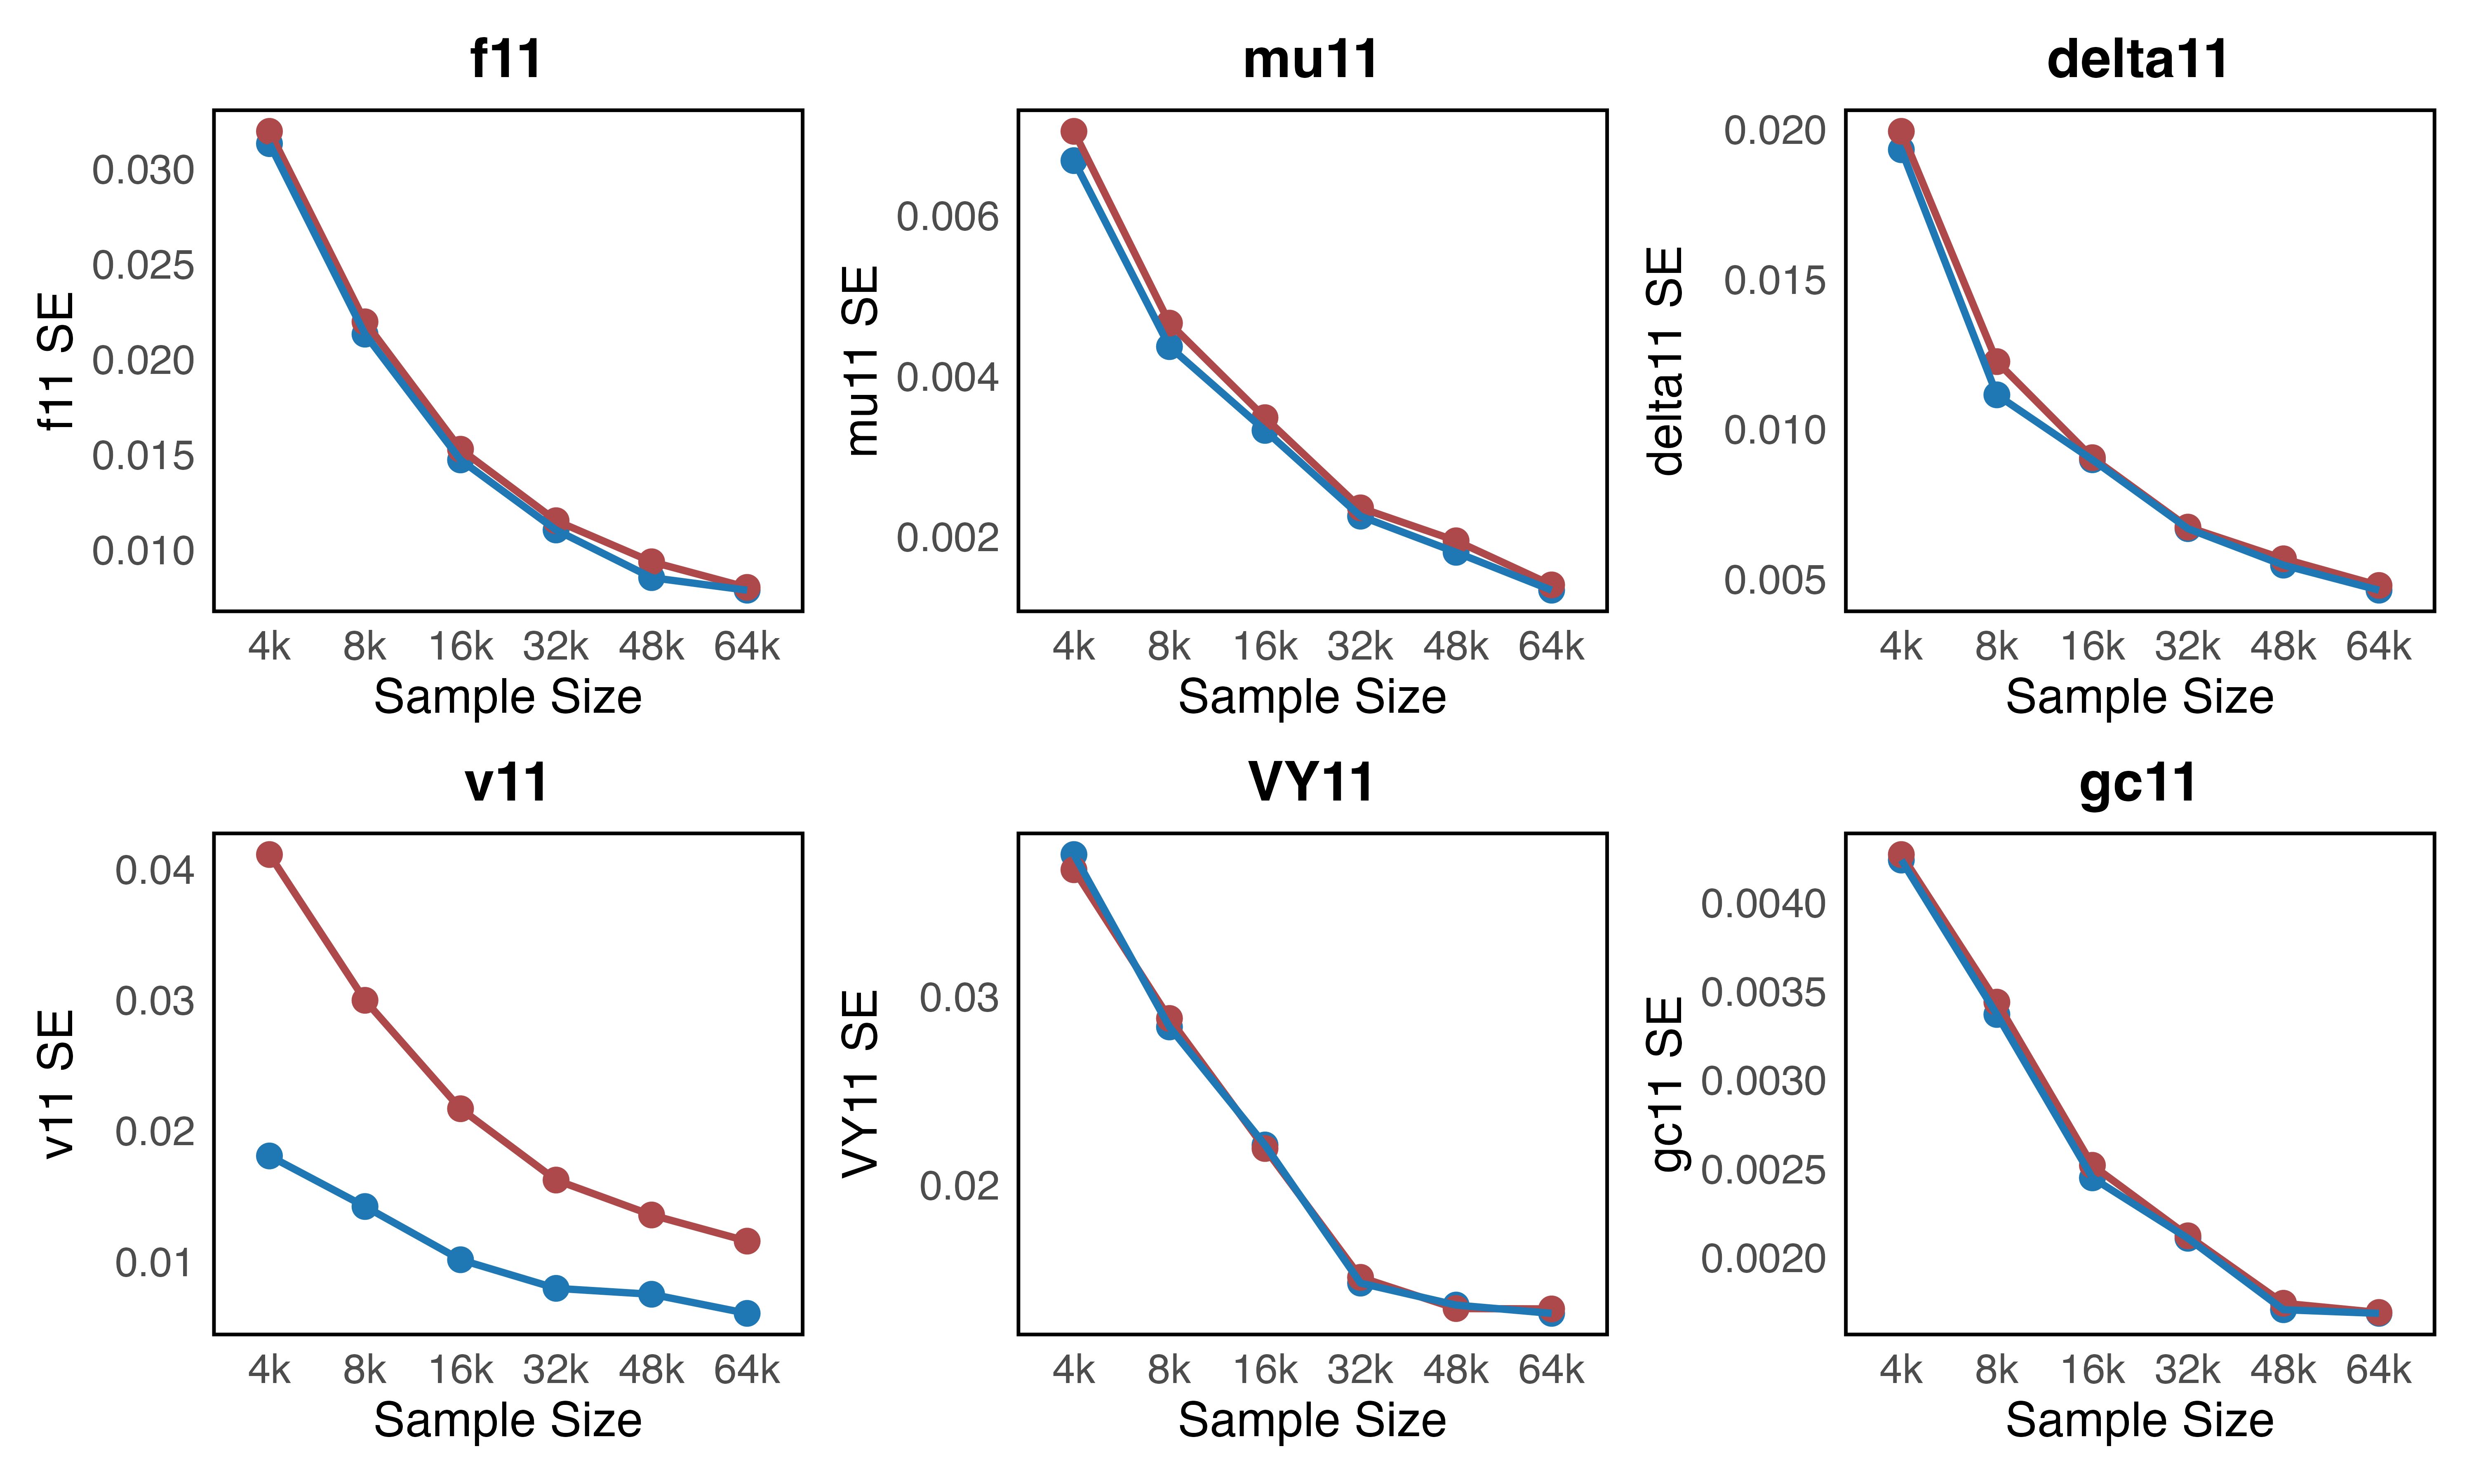 f11
mu11
delta11
f11 SE
0.030
0.025
0.020
0.015
0.010
4k 8k 16k 32k 48k 64k
Sample Size
mu11 SE
0.006
0.004
0.002
4k 8k 16k 32k 48k 64k
Sample Size
delta11 SE
0.020
0.015
0.010
0.005
4k 8k 16k 32k 48k 64k
Sample Size
v11
VY11
gc11
v11 SE
0.04
0.03
0.02
0.01
4k 8k 16k 32k 48k 64k
Sample Size
VY11 SE
0.03
0.02
4k 8k 16k 32k 48k 64k
Sample Size
gc11 SE
0.0040
0.0035
0.0030
0.0025
0.0020
4k 8k 16k 32k 48k 64k
Sample Size